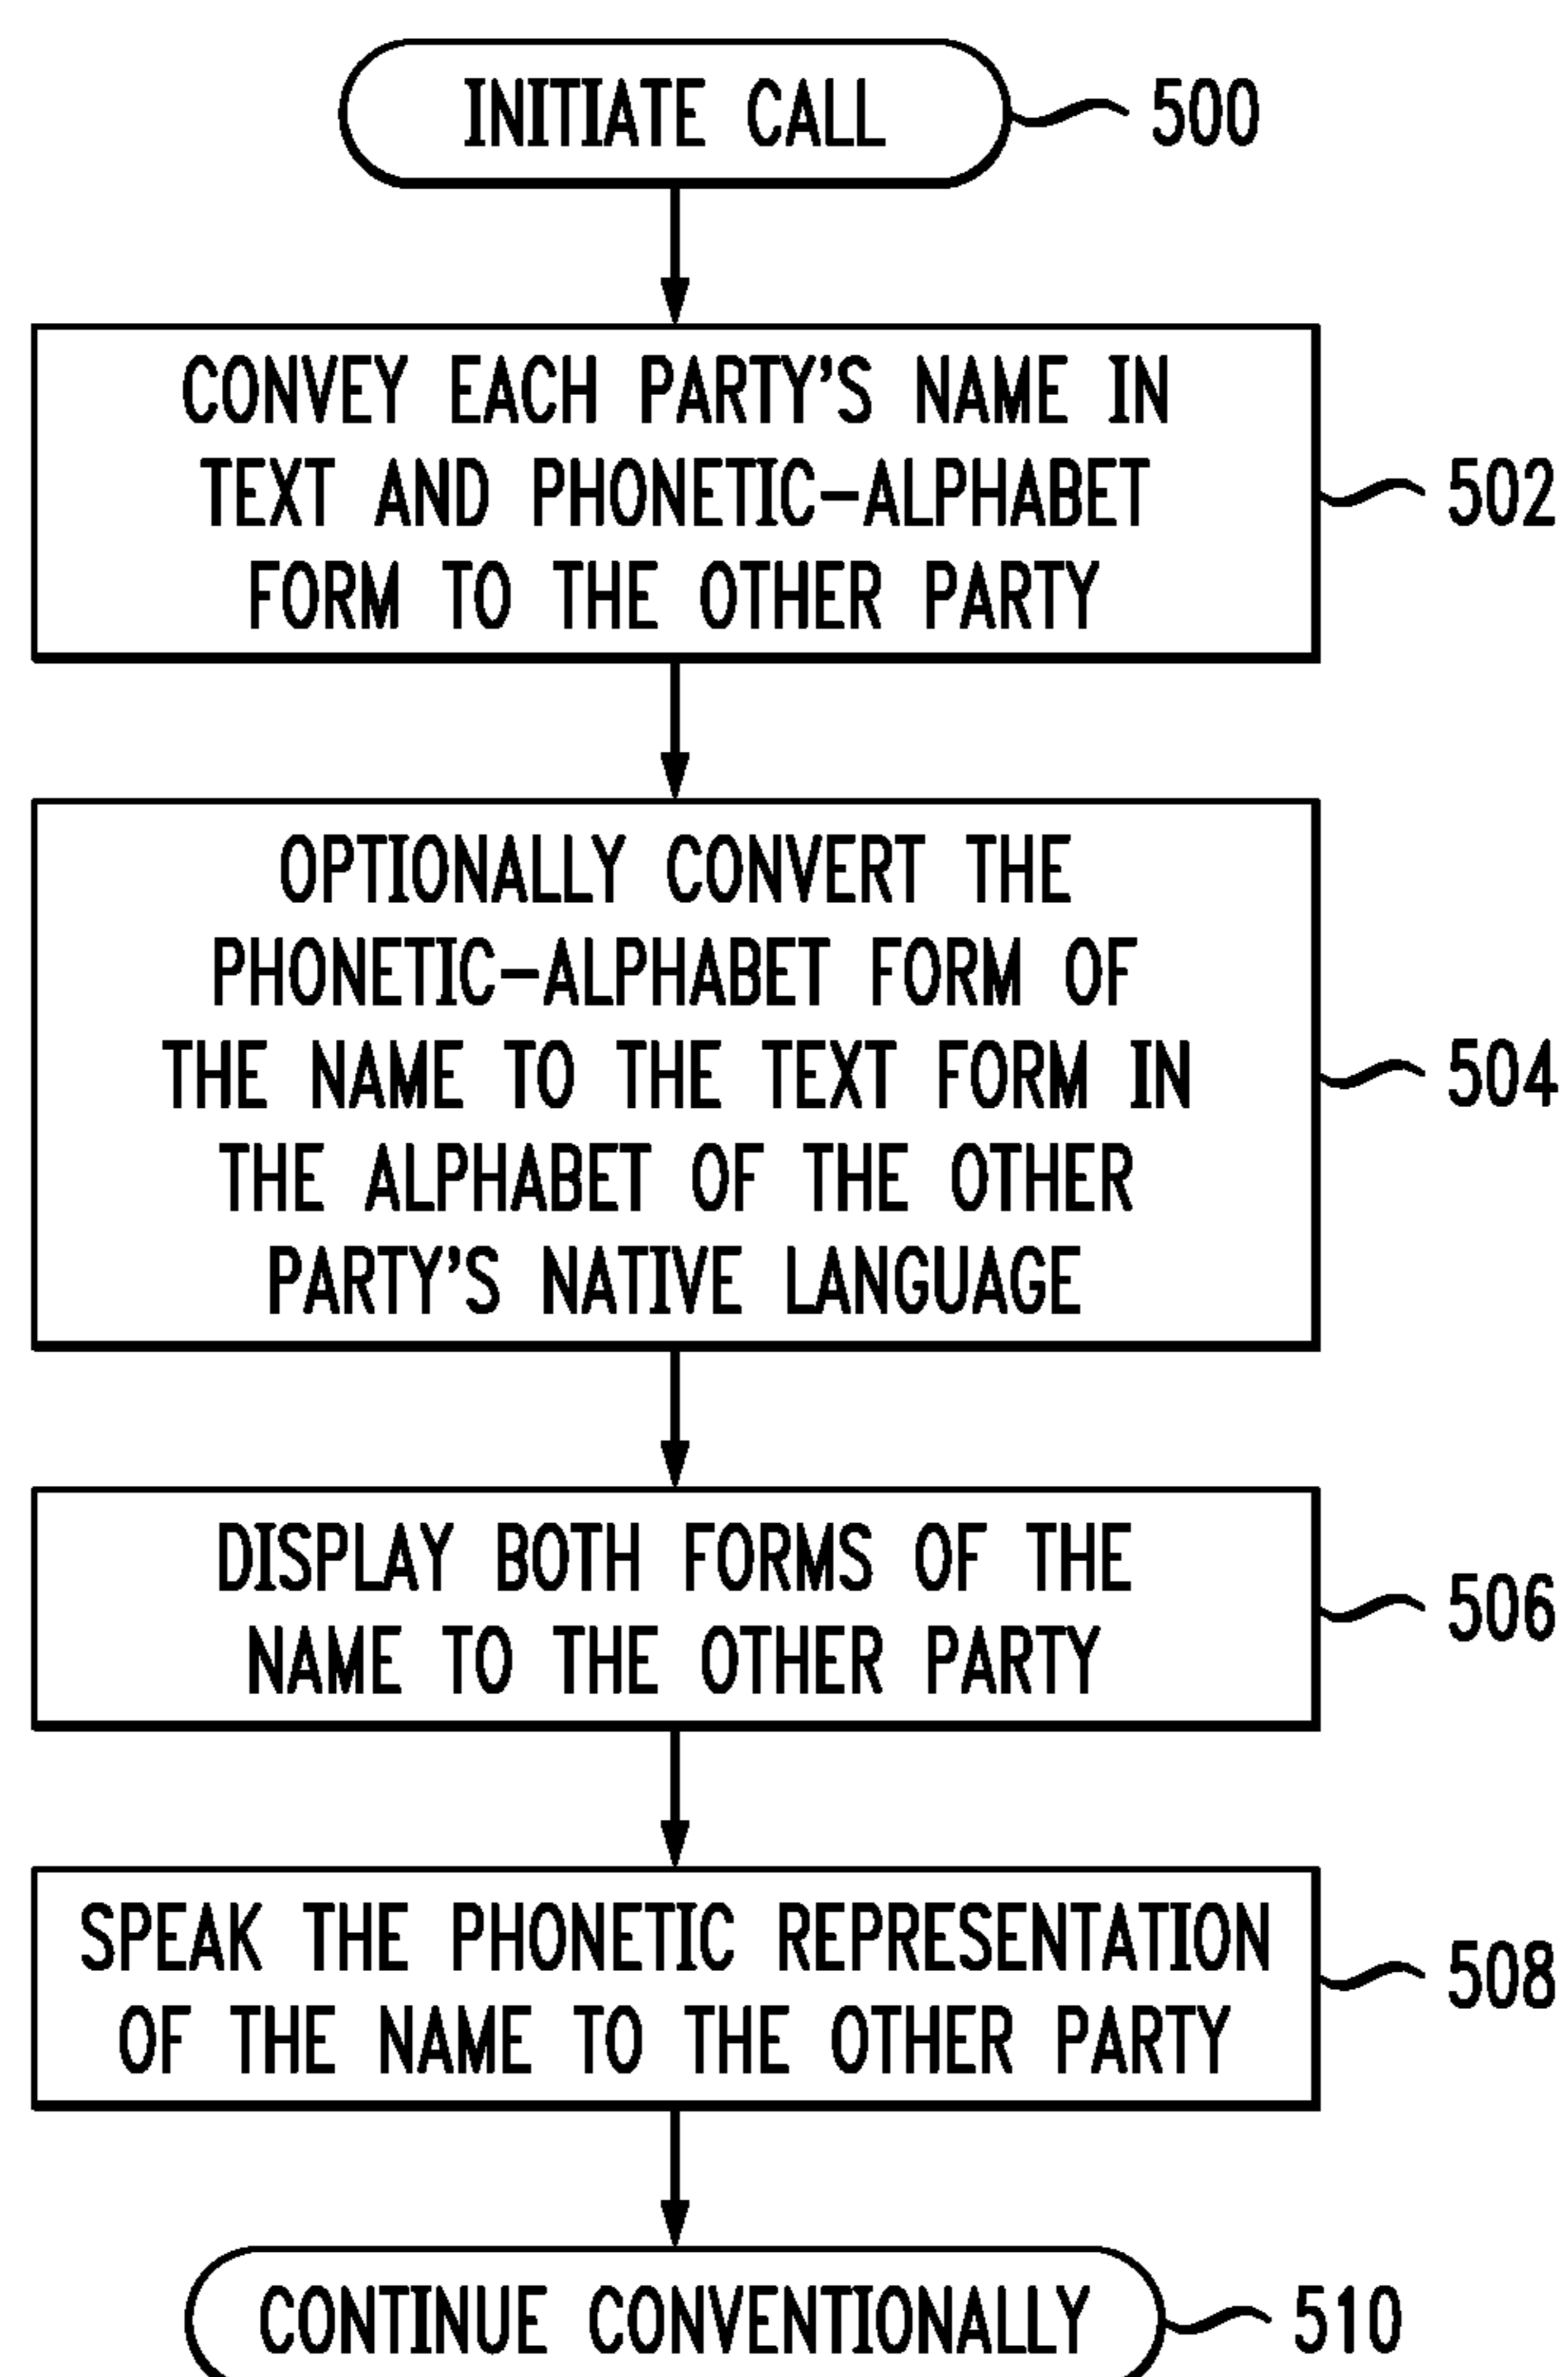 INITIATE CALL
500
CONVEY EACH PARTY'S NAME IN
TEXT AND PHONETIC-ALPHABET
FORM TO THE OTHER PARTY
502
OPTIONALLY CONVERT THE
PHONETIC-ALPHABET FORM OF
THE NAME TO THE TEXT FORM IN
THE ALPHABET OF THE OTHER
PARTY'S NATIVE LANGUAGE
504
DISPLAY BOTH FORMS OF THE
NAME TO THE OTHER PARTY
506
SPEAK THE PHONETIC REPRESENTATION
OF THE NAME TO THE OTHER PARTY
508
CONTINUE CONVENTIONALLY
510